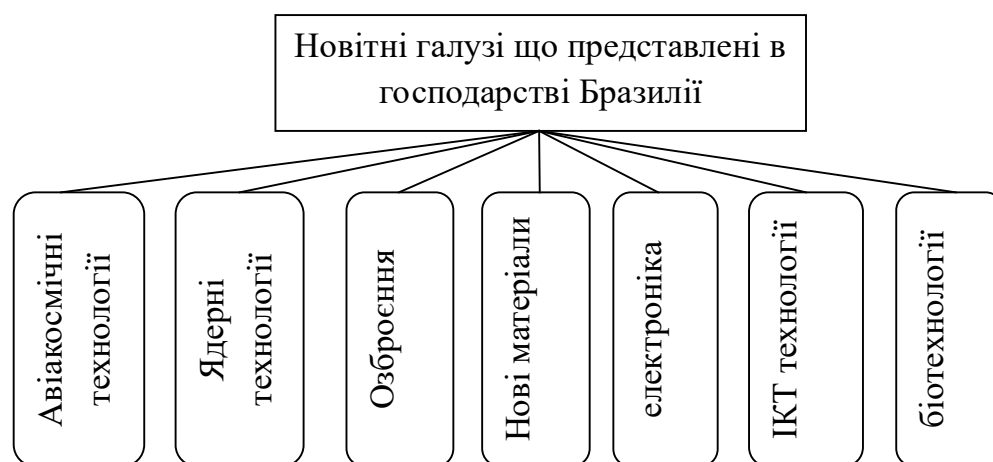 Новітні галузі що представлені в
господарстві Бразилії
Авіакосмічні
технології
Ядерні
технології
Озброєння
Нові матеріали
електроніка
ІКТ технології
біотехнології